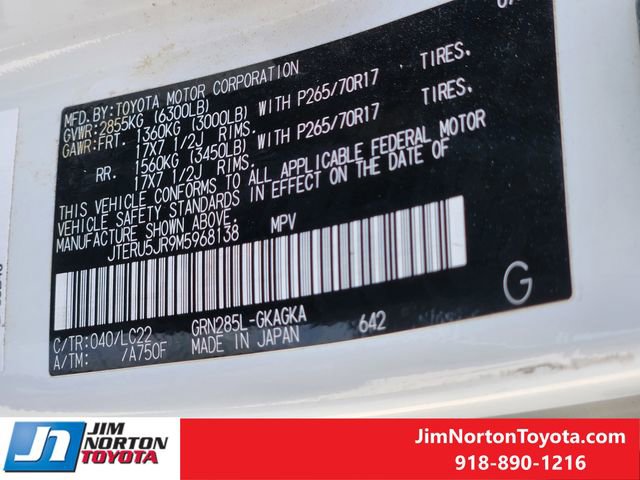 MFD.BY:TOYOTA MOTOR CORPORATION
GVWR:2855KG (6300LB)
GAWR:FRT. 1360KG (3000LB) WITH P265/70R17 TIRES.
17X7 1/2J RIMS.
RR. 1560KG (3450LB) WITH P265/70R17 TIRES.
17X7 1/2J RIMS.
THIS VEHICLE CONFORMS TO ALL APPLICABLE FEDERAL MOTOR
VEHICLE SAFETY STANDARDS IN EFFECT ON THE DATE OF
MANUFACTURE SHOWN ABOVE.
JTERU5JR9M5968138 MPV
G
C/TR:040/LC22 GRN285L-GKAGKA 642
A/TM: /A750F MADE IN JAPAN
JN JIM NORTON TOYOTA
JimNortonToyota.com
918-890-1216